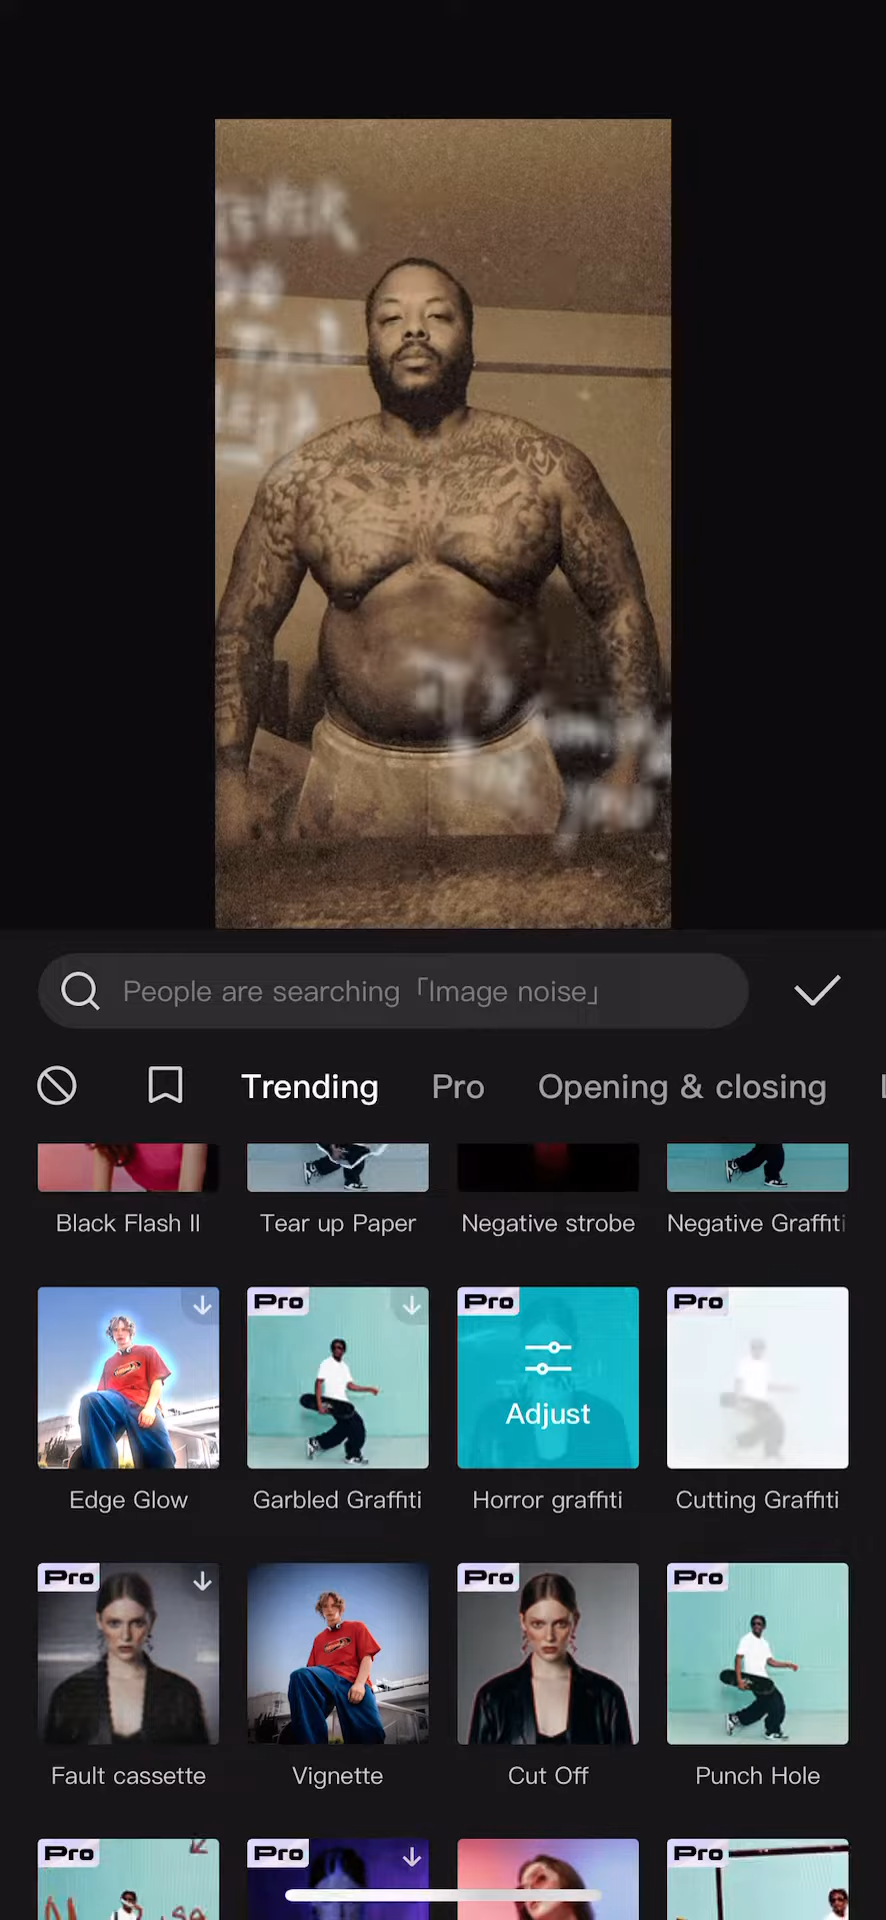 People are searching「Image noise」
Trending Pro Opening & closing
Black Flash II Tear up Paper Negative strobe Negative Graffiti
Pro Pro Pro
Adjust
Edge Glow Garbled Graffiti Horror graffiti Cutting Graffiti
Pro Pro Pro
Fault cassette Vignette Cut Off Punch Hole
Pro Pro Pro